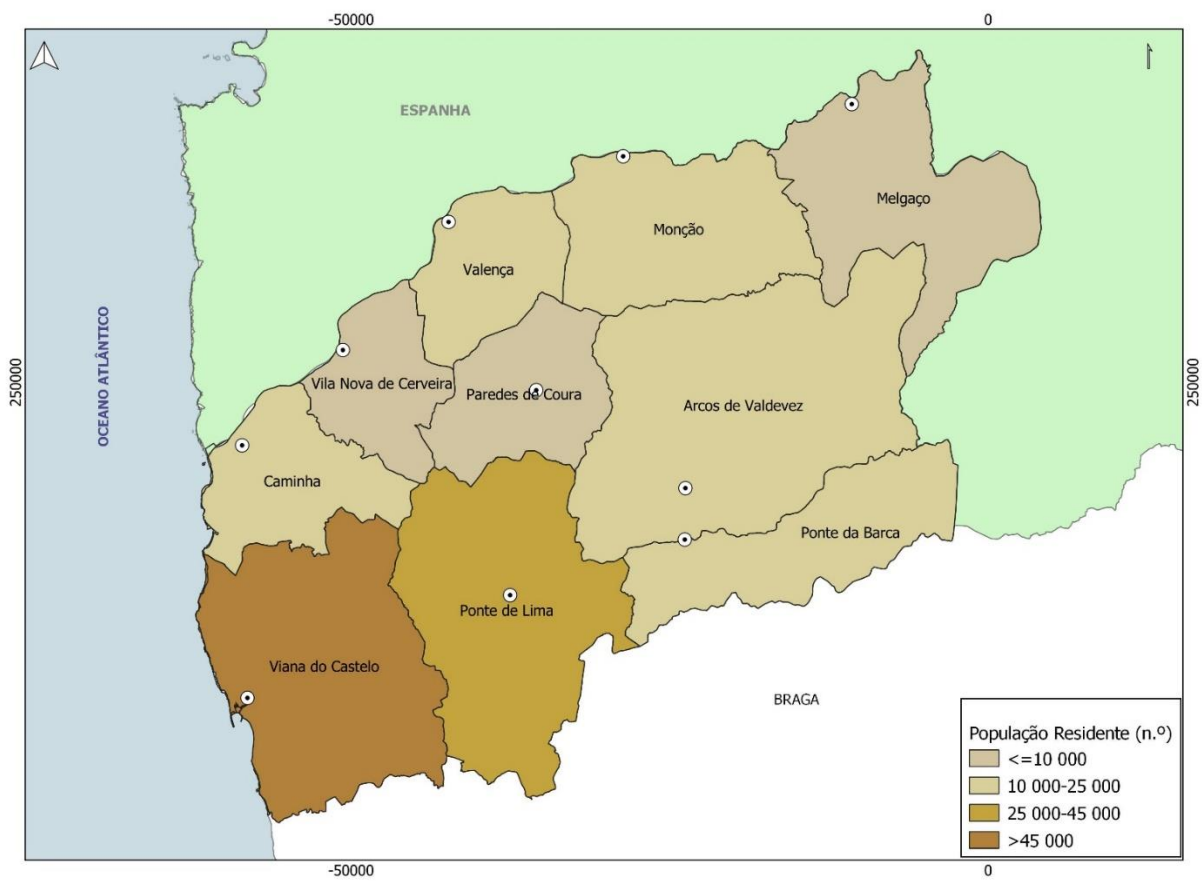 -50000
0
ESPANHA
Melgaço
Monção
Valença
OCEANO ATLÂNTICO
250000
250000
Vila Nova de Cerveira
Paredes de Coura
Arcos de Valdevez
Caminha
Ponte da Barca
Ponte de Lima
Viana do Castelo
BRAGA
População Residente (n.º)
<=10 000
10 000-25 000
25 000-45 000
>45 000
-50000
0